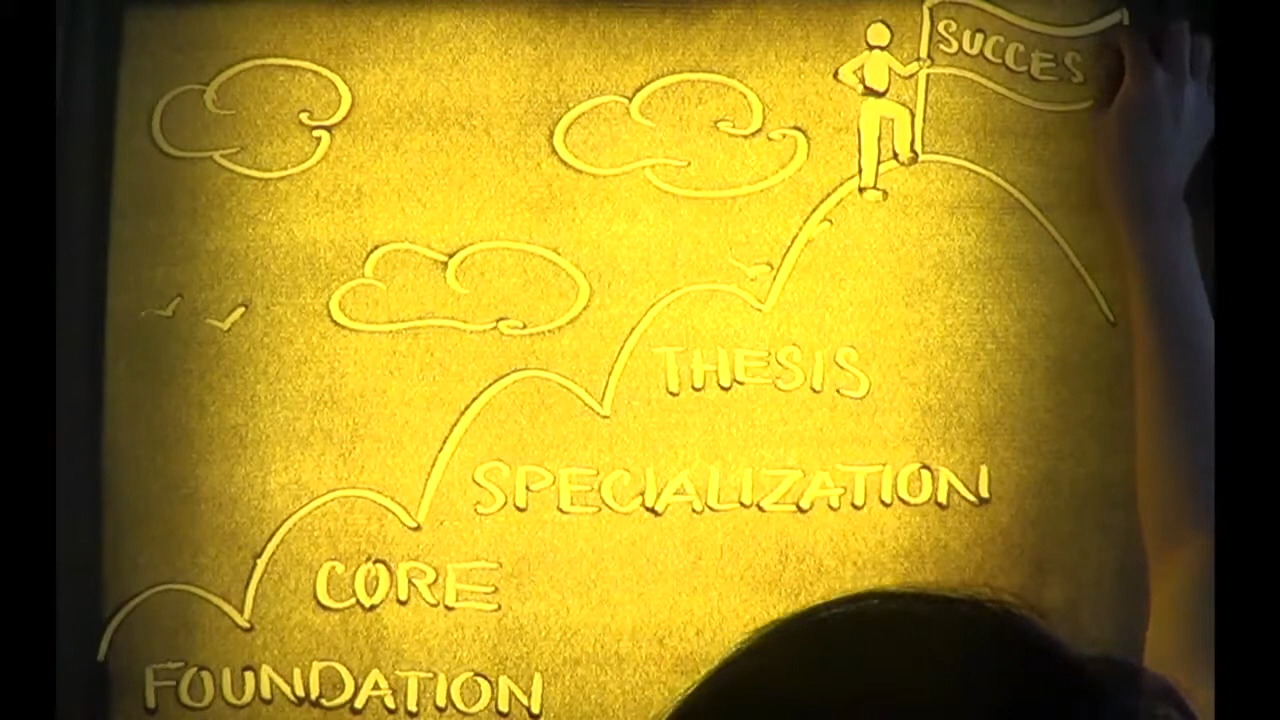 SUCCES
THESIS
SPECIALIZATION
CORE
FOUNDATION